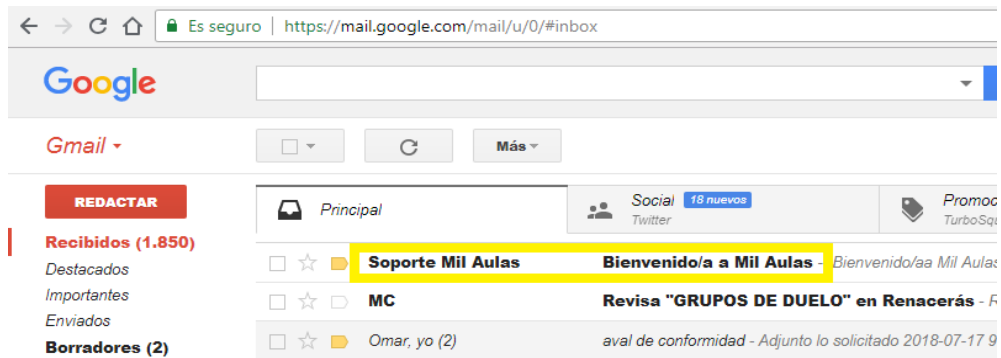 Es seguro | https://mail.google.com/mail/u/0/#inbox
Google
Gmail
Más
REDACTAR
Principal
Social 18 nuevos
Twitter
Recibidos (1.850)
Soporte Mil Aulas Bienvenido/a a Mil Aulas - Bienvenido/aa Mil Aulas
Destacados
Importantes
MC Revisa "GRUPOS DE DUELO" en Renacerás -
Enviados
Omar, yo (2) aval de conformidad - Adjunto lo solicitado 2018-07-17 9
Borradores (2)